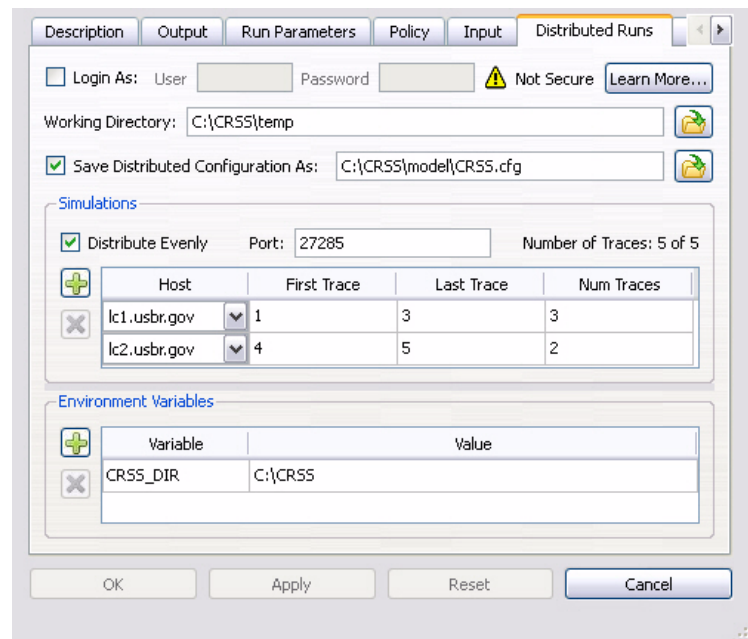 Description Output Run Parameters Policy Input Distributed Runs
Login As: User Password Not Secure Learn More...
Working Directory: C:\CRSS\temp
Save Distributed Configuration As: C:\CRSS\model\CRSS.cfg
Simulations
Distribute Evenly Port: 27285 Number of Traces: 5 of 5
Host First Trace Last Trace Num Traces
lc1.usbr.gov 1 3 3
lc2.usbr.gov 4 5 2
Environment Variables
Variable Value
CRSS_DIR C:\CRSS
OK Apply Reset Cancel